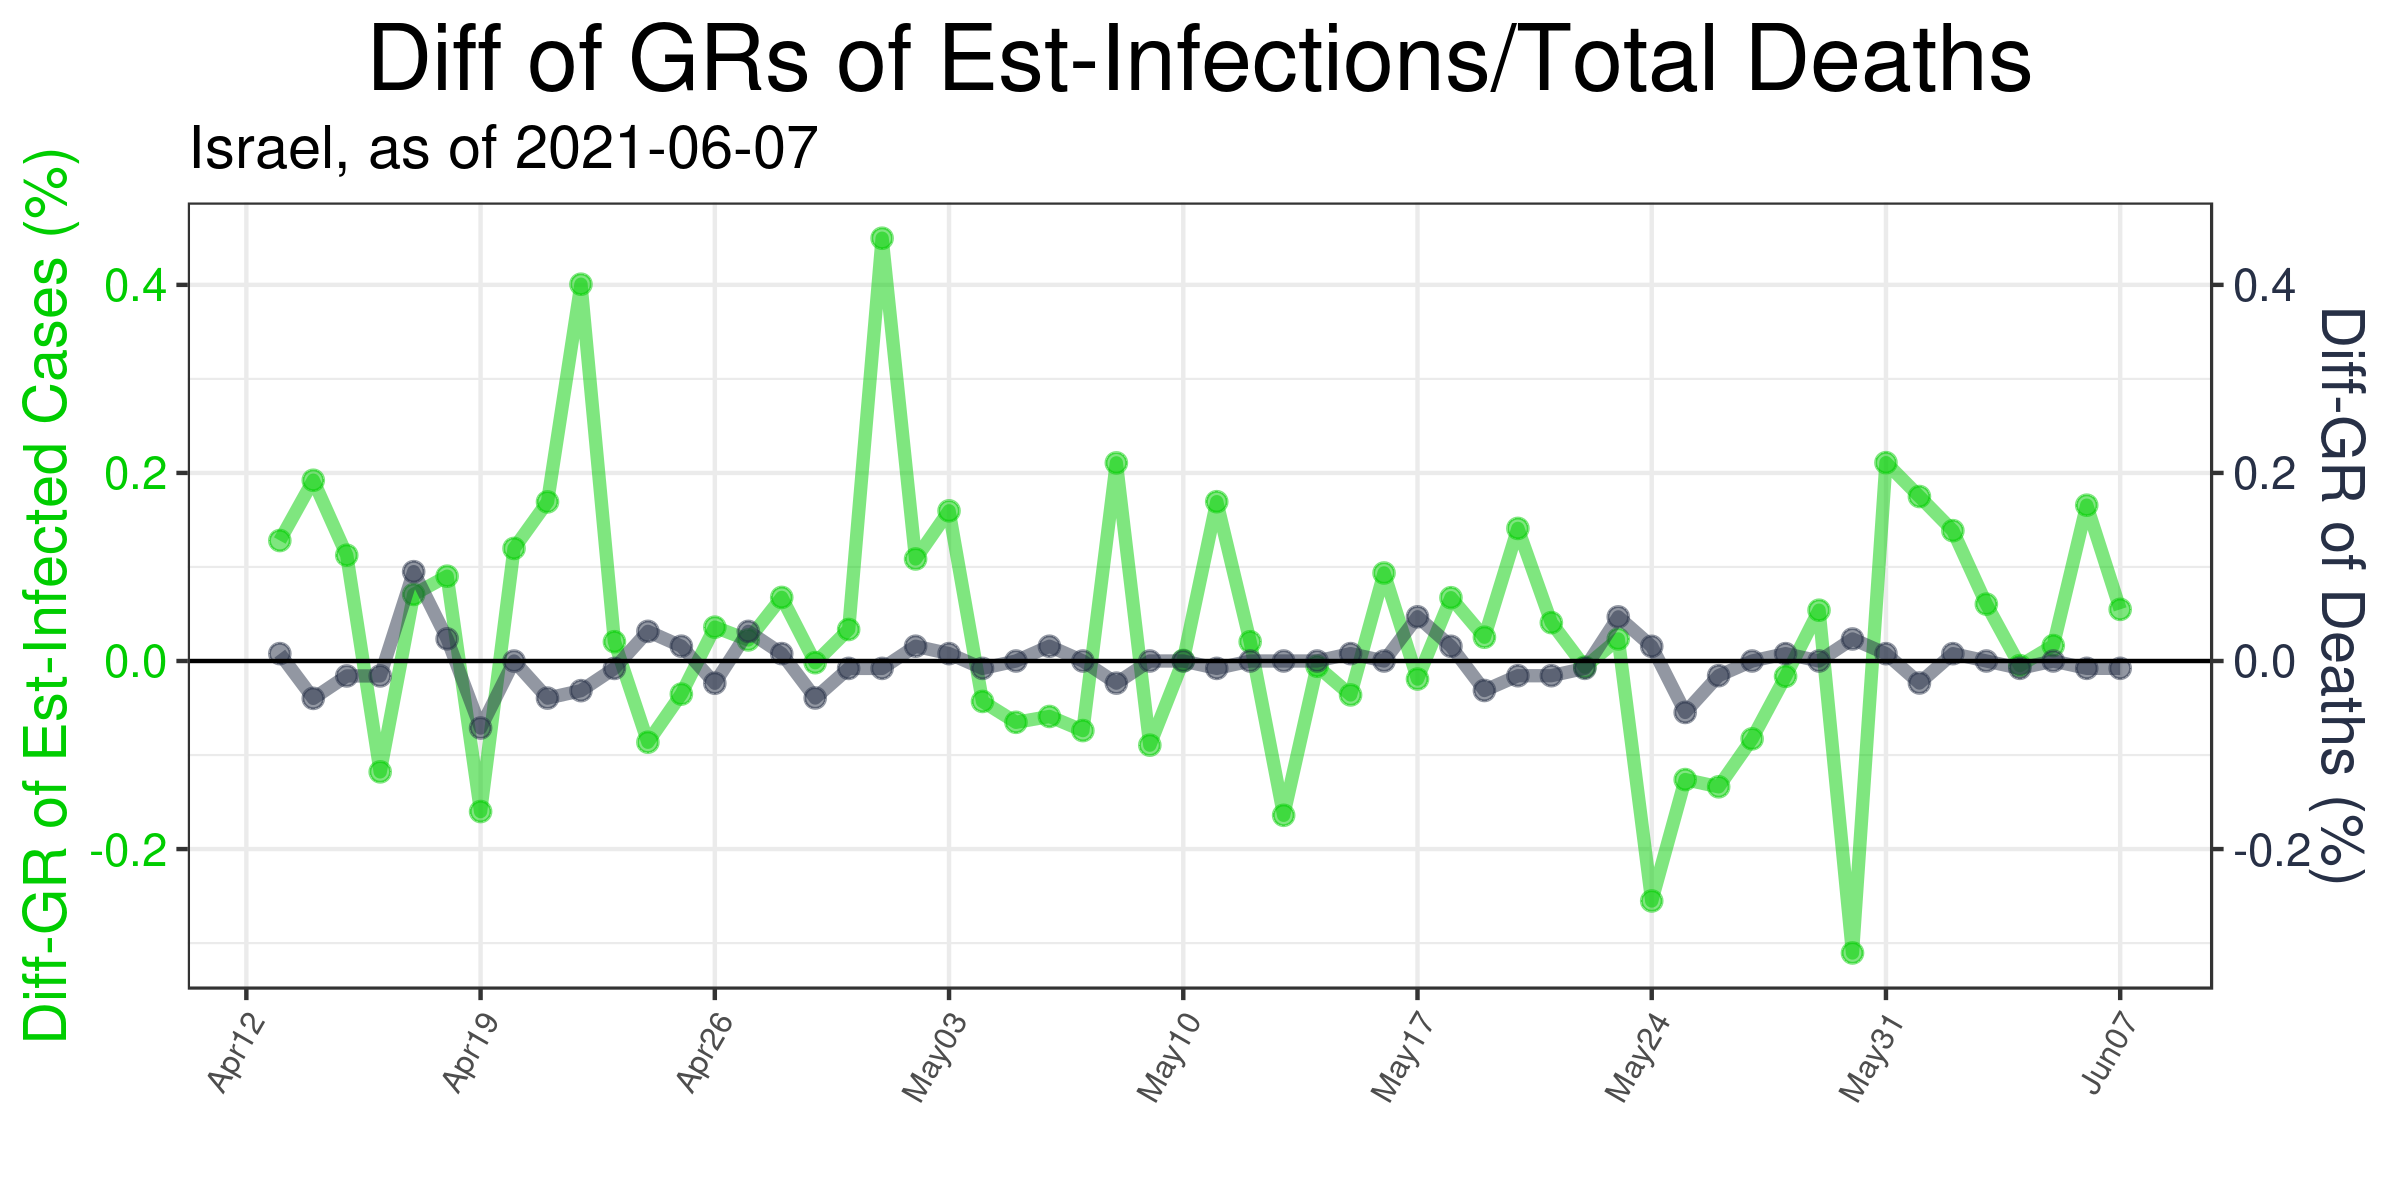 Diff of GRs of Est-Infections/Total Deaths
Israel, as of 2021-06-07
Diff-GR of Est-Infected Cases (%)
0.4
0.2
0.0
-0.2
0.4
0.2
0.0
-0.2
Diff-GR of Deaths (%)
Apr12
Apr19
Apr26
May03
May10
May17
May24
May31
Jun07